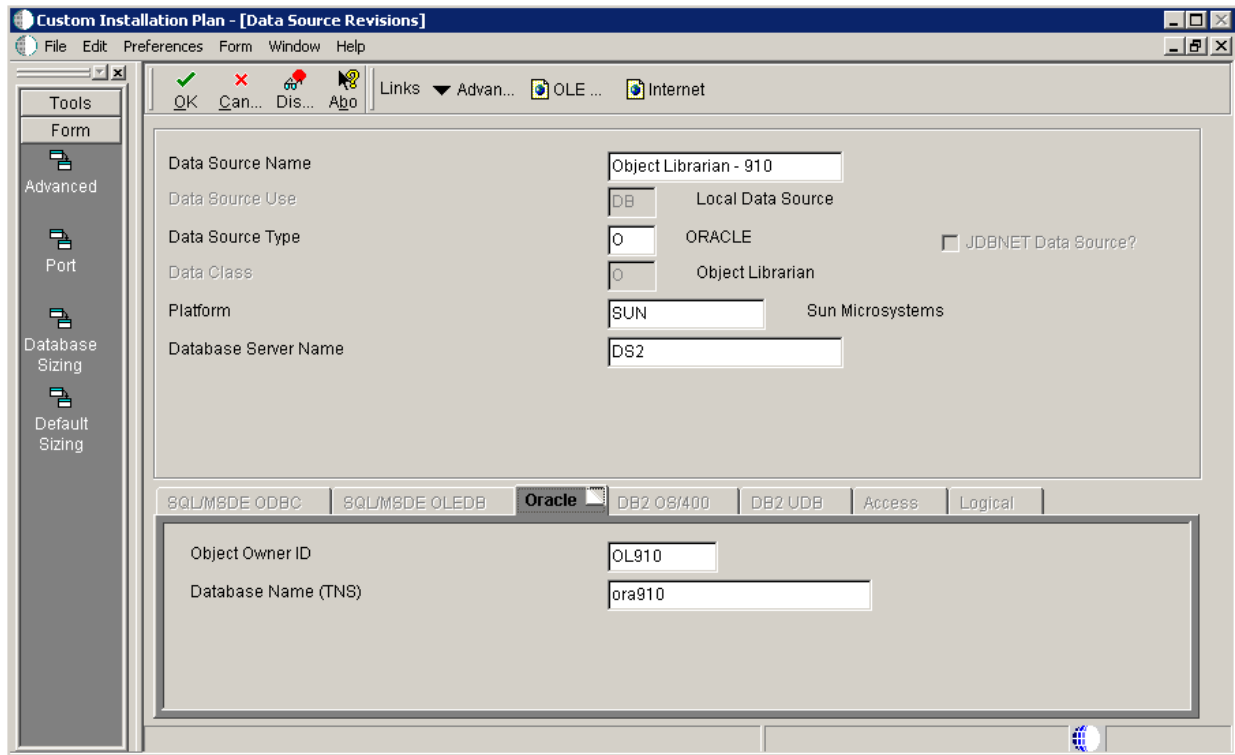 Custom Installation Plan - [Data Source Revisions]
File Edit Preferences Form Window Help
OK Can... Dis... Abo Links Advan... OLE ... Internet
Tools
Form
Advanced
Port
Database
Sizing
Default
Sizing
Data Source Name Object Librarian - 910
Data Source Use DB Local Data Source
Data Source Type O ORACLE JDBNET Data Source?
Data Class O Object Librarian
Platform SUN Sun Microsystems
Database Server Name DS2
SQL/MSDE ODBC SQL/MSDE OLEDB Oracle DB2 OS/400 DB2 UDB Access Logical
Object Owner ID OL910
Database Name (TNS) ora910